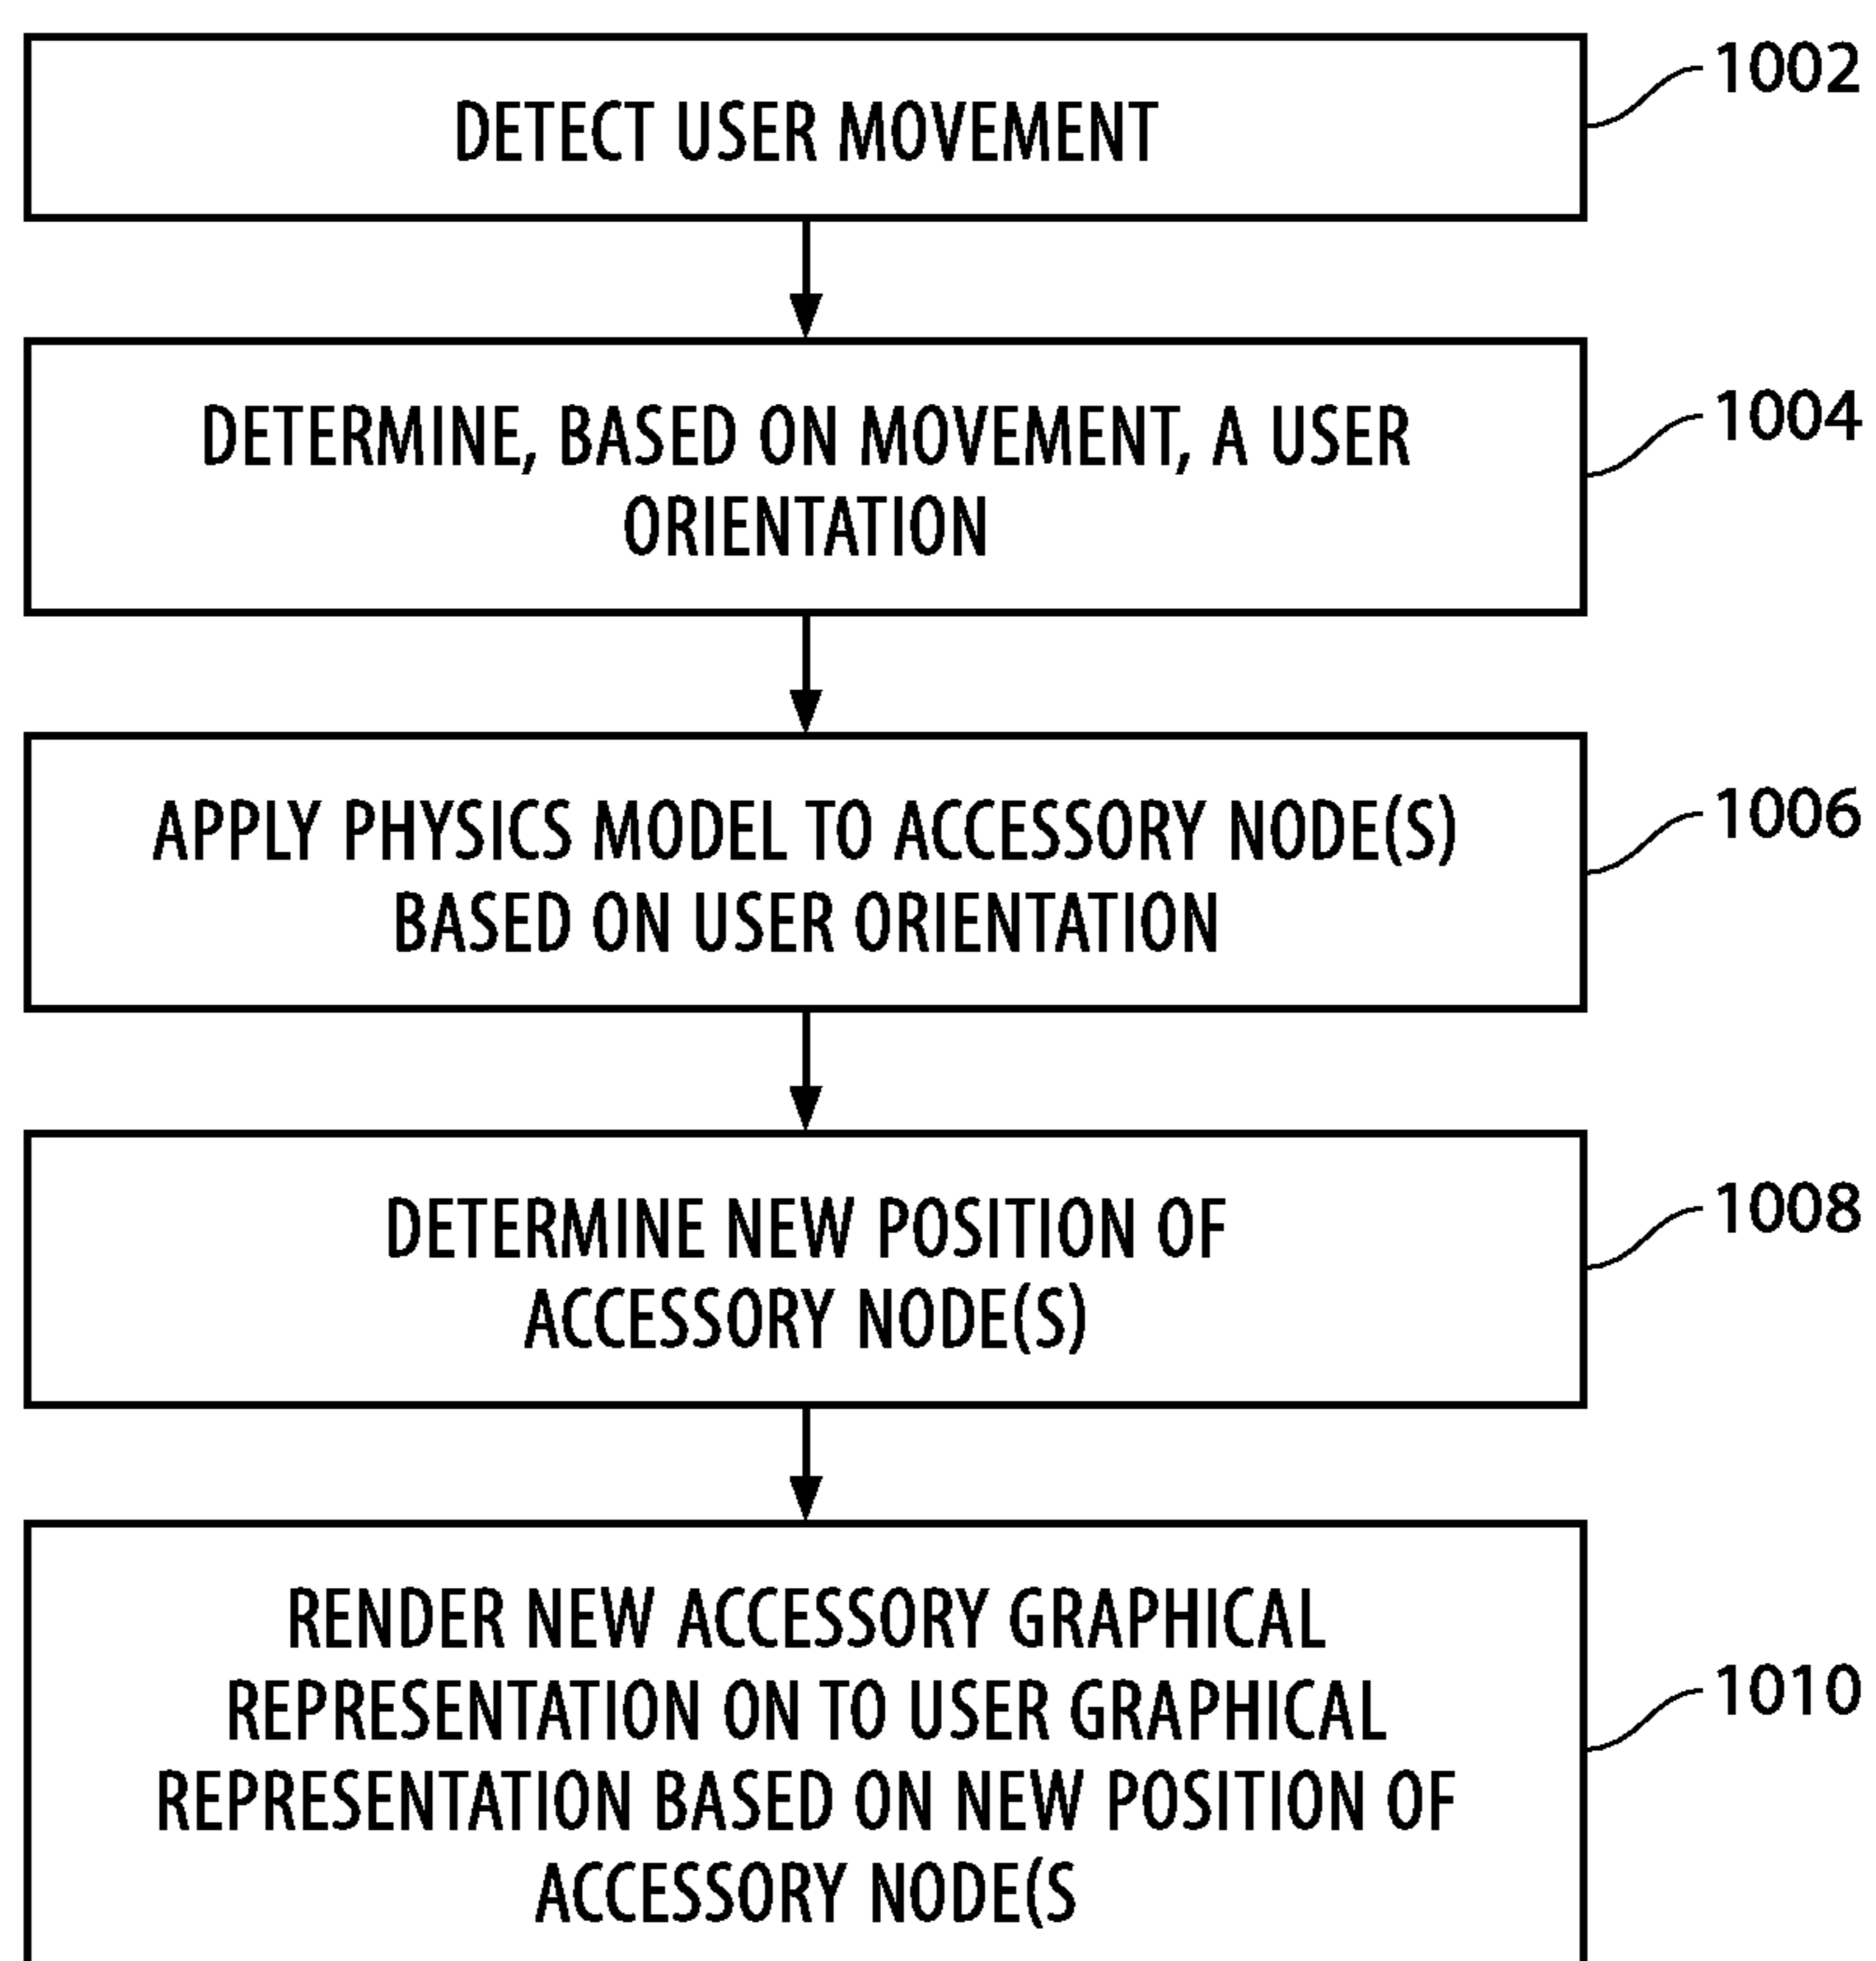 DETECT USER MOVEMENT
1002
DETERMINE, BASED ON MOVEMENT, A USER
ORIENTATION
1004
APPLY PHYSICS MODEL TO ACCESSORY NODE(S)
BASED ON USER ORIENTATION
1006
DETERMINE NEW POSITION OF
ACCESSORY NODE(S)
1008
RENDER NEW ACCESSORY GRAPHICAL
REPRESENTATION ON TO USER GRAPHICAL
REPRESENTATION BASED ON NEW POSITION OF
ACCESSORY NODE(S
1010